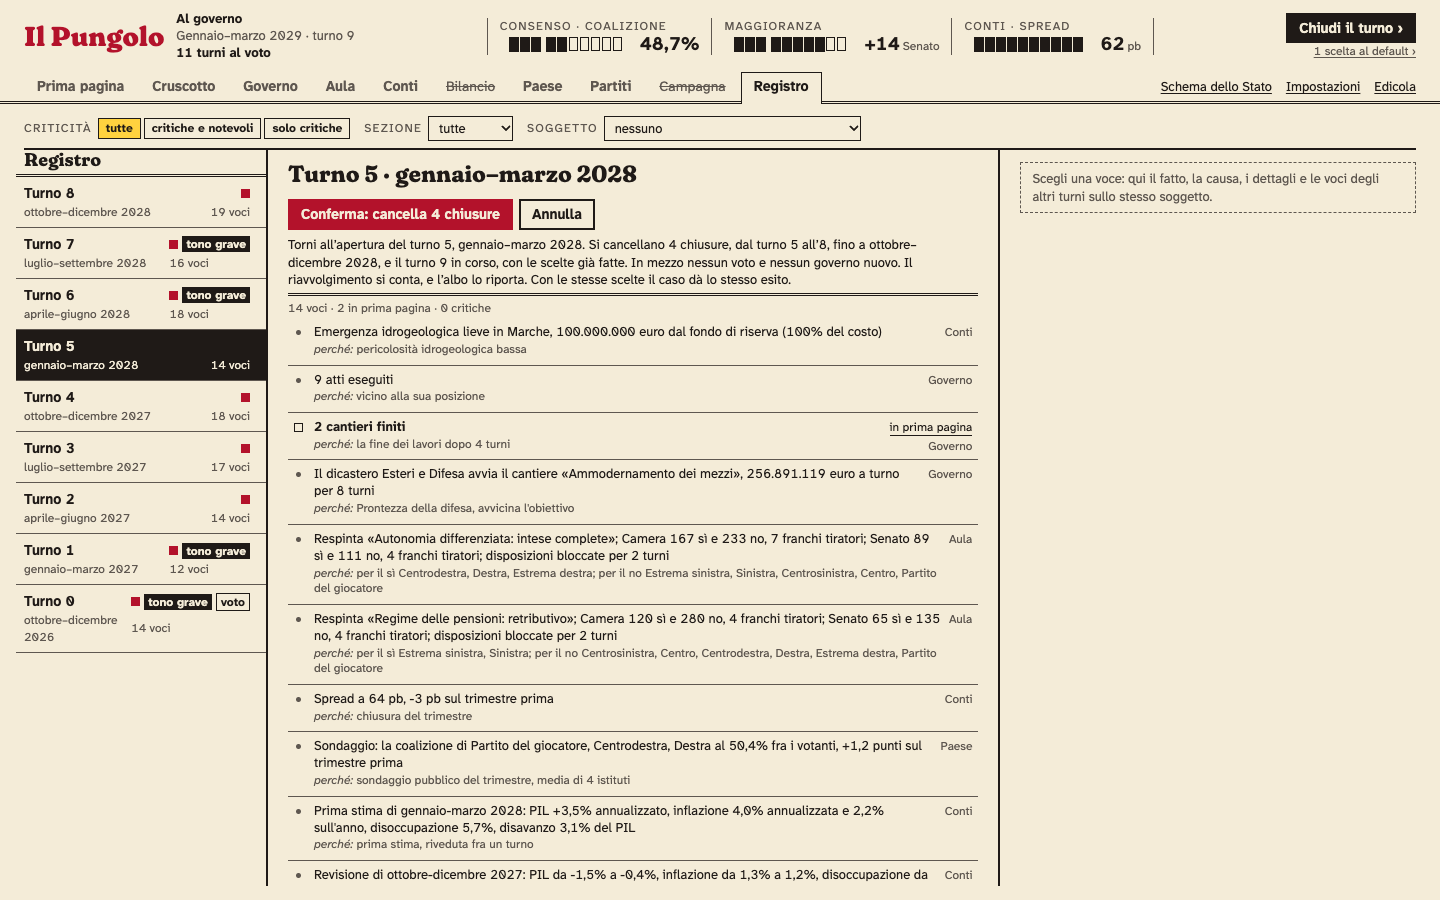 Il Pungolo
Al governo
Gennaio–marzo 2029 · turno 9
11 turni al voto
CONSENSO · COALIZIONE
48,7%
MAGGIORANZA
+14 Senato
CONTI · SPREAD
62 pb
Chiudi il turno ›
1 scelta al default ›
Prima pagina
Cruscotto
Governo
Aula
Conti
Bilancio
Paese
Partiti
Campagna
Registro
Schema dello Stato
Impostazioni
Edicola
CRITICITÀ
tutte
critiche e notevoli
solo critiche
SEZIONE
tutte
SOGGETTO
nessuno
Registro
Turno 8
ottobre–dicembre 2028
19 voci
Turno 7
tono grave
luglio–settembre 2028
16 voci
Turno 6
tono grave
aprile–giugno 2028
18 voci
Turno 5
gennaio–marzo 2028
14 voci
Turno 4
ottobre–dicembre 2027
18 voci
Turno 3
luglio–settembre 2027
17 voci
Turno 2
aprile–giugno 2027
14 voci
Turno 1
tono grave
gennaio–marzo 2027
12 voci
Turno 0
tono grave
voto
ottobre–dicembre
2026
14 voci
Turno 5 · gennaio–marzo 2028
Conferma: cancella 4 chiusure
Annulla
Torni all’apertura del turno 5, gennaio–marzo 2028. Si cancellano 4 chiusure, dal turno 5 all’8, fino a ottobre–
dicembre 2028, e il turno 9 in corso, con le scelte già fatte. In mezzo nessun voto e nessun governo nuovo. Il
riavvolgimento si conta, e l’albo lo riporta. Con le stesse scelte il caso dà lo stesso esito.
14 voci · 2 in prima pagina · 0 critiche
Emergenza idrogeologica lieve in Marche, 100.000.000 euro dal fondo di riserva (100% del costo)
Conti
perché: pericolosità idrogeologica bassa
9 atti eseguiti
Governo
perché: vicino alla sua posizione
2 cantieri finiti
in prima pagina
perché: la fine dei lavori dopo 4 turni
Governo
Il dicastero Esteri e Difesa avvia il cantiere «Ammodernamento dei mezzi», 256.891.119 euro a turno
per 8 turni
Governo
perché: Prontezza della difesa, avvicina l'obiettivo
Respinta «Autonomia differenziata: intese complete»; Camera 167 sì e 233 no, 7 franchi tiratori; Senato 89
sì e 111 no, 4 franchi tiratori; disposizioni bloccate per 2 turni
Aula
perché: per il sì Centrodestra, Destra, Estrema destra; per il no Estrema sinistra, Sinistra, Centrosinistra, Centro, Partito
del giocatore
Respinta «Regime delle pensioni: retributivo»; Camera 120 sì e 280 no, 4 franchi tiratori; Senato 65 sì e 135
no, 4 franchi tiratori; disposizioni bloccate per 2 turni
Aula
perché: per il sì Estrema sinistra, Sinistra; per il no Centrosinistra, Centro, Centrodestra, Destra, Estrema destra, Partito
del giocatore
Spread a 64 pb, -3 pb sul trimestre prima
Conti
perché: chiusura del trimestre
Sondaggio: la coalizione di Partito del giocatore, Centrodestra, Destra al 50,4% fra i votanti, +1,2 punti sul
trimestre prima
Paese
perché: sondaggio pubblico del trimestre, media di 4 istituti
Prima stima di gennaio-marzo 2028: PIL +3,5% annualizzato, inflazione 4,0% annualizzata e 2,2%
sull'anno, disoccupazione 5,7%, disavanzo 3,1% del PIL
Conti
perché: prima stima, riveduta fra un turno
Revisione di ottobre-dicembre 2027: PIL da -1,5% a -0,4%, inflazione da 1,3% a 1,2%, disoccupazione da
Conti
Scegli una voce: qui il fatto, la causa, i dettagli e le voci degli
altri turni sullo stesso soggetto.